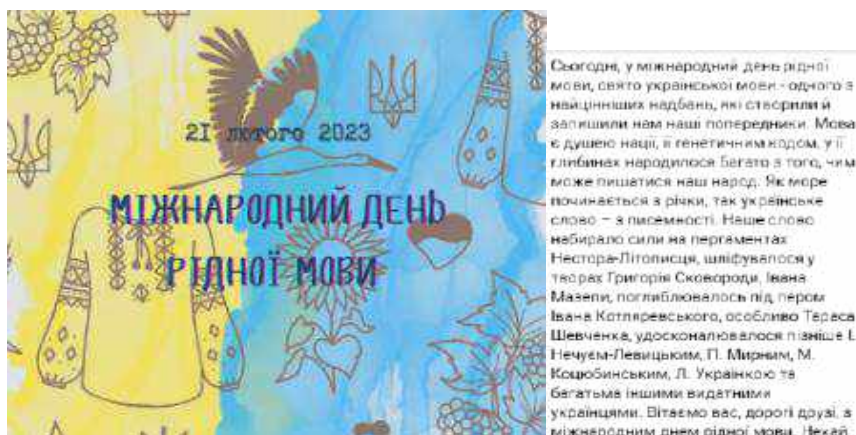 21 лютого 2023
МІЖНАРОДНИЙ ДЕНЬ
РІДНОЇ МОВИ
Сьогодні, у міжнародний день рідної
мови, свято української мови - одного з
найцінніших надбань, які створили й
залишили нам наші попередники. Мова
є душею нації, її генетичним кодом, у її
глибинах народилося багато з того, чим
може пишатися наш народ. Як море
починається з річки, так українське
слово – з писемності. Наше слово
набирало сили на пергаментах
Нестора-Літописця, шліфувалося у
творах Григорія Сковороди, Івана
Мазепи, поглиблювалось під пером
Івана Котляревського, особливо Тараса
Шевченка, удосконалювалося пізніше І.
Нечуєм-Левицьким, П. Мирним, М.
Коцюбинським, Л. Українкою та
багатьма іншими видатними
українцями. Вітаємо вас, дорогі друзі, з
міжнародним днем рідної мови. Нехай